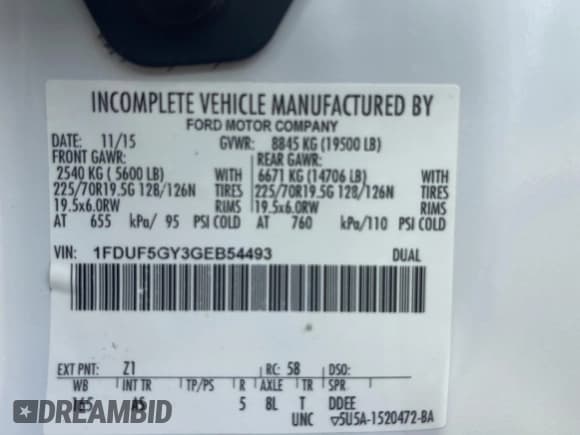 INCOMPLETE VEHICLE MANUFACTURED BY
FORD MOTOR COMPANY
DATE: 11/15 GVWR: 8845 KG (19500 LB)
FRONT GAWR: REAR GAWR:
2540 KG ( 5600 LB) WITH 6671 KG (14706 LB) WITH
225/70R19.5G 128/126N TIRES 225/70R19.5G 128/126N TIRES
19.5x6.0RW RIMS 19.5x6.0RW RIMS
AT 655 kPa/ 95 PSI COLD AT 760 kPa/110 PSI COLD
VIN: 1FDUF5GY3GEB54493 DUAL
EXT PNT: Z1 RC: 58 DSO:
WB INT TR TP/PS R AXLE TR SPR
165 AS 5 8L T DDEE
UNC ▽5U5A-1520472-BA
DREAMBID